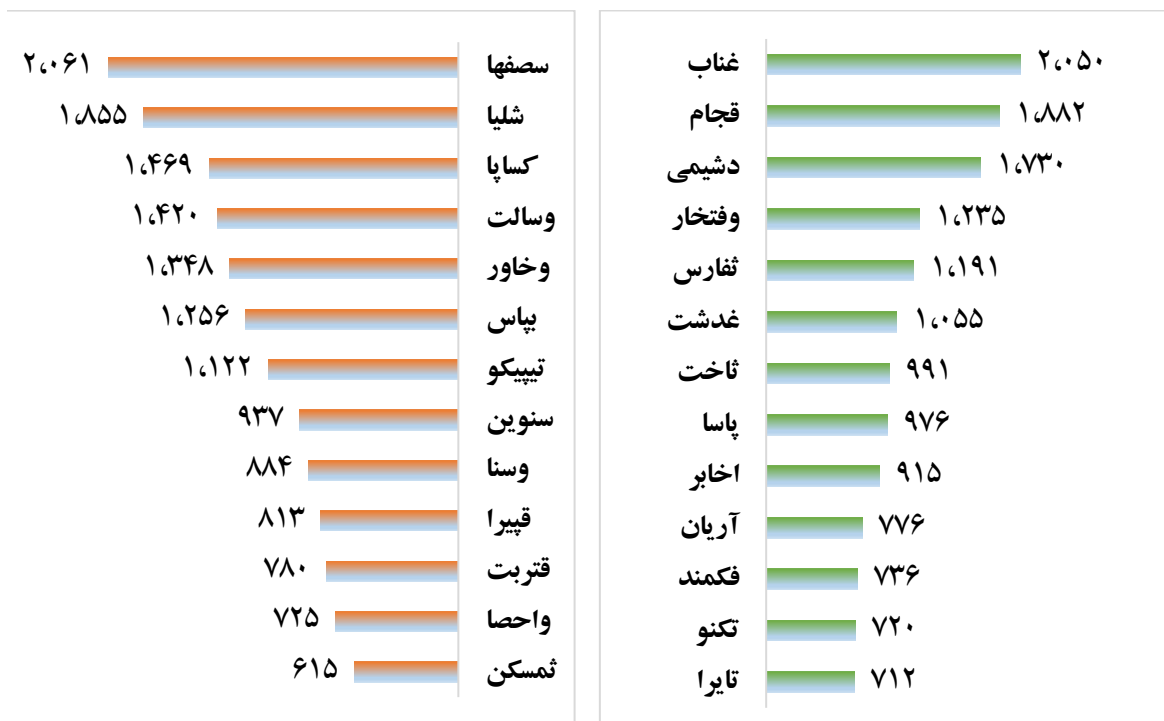 غناب ۲،۰۵۰
قجام ۱،۸۸۲
دشیمی ۱،۷۳۰
وفتخار ۱،۲۳۵
ثفارس ۱،۱۹۱
غدشت ۱،۰۵۵
ثاخت ۹۹۱
پاسا ۹۷۶
اخابر ۹۱۵
آریان ۷۷۶
فکمند ۷۳۶
تکنو ۷۲۰
تایرا ۷۱۲
سصفها ۲،۰۶۱
شلیا ۱،۸۵۵
کساپا ۱،۴۶۹
وسالت ۱،۴۲۰
وخاور ۱،۳۴۸
بپاس ۱،۲۵۶
تیپیکو ۱،۱۲۲
سنوین ۹۳۷
وسنا ۸۸۴
قپیرا ۸۱۳
قتربت ۷۸۰
واحصا ۷۲۵
ثمسکن ۶۱۵